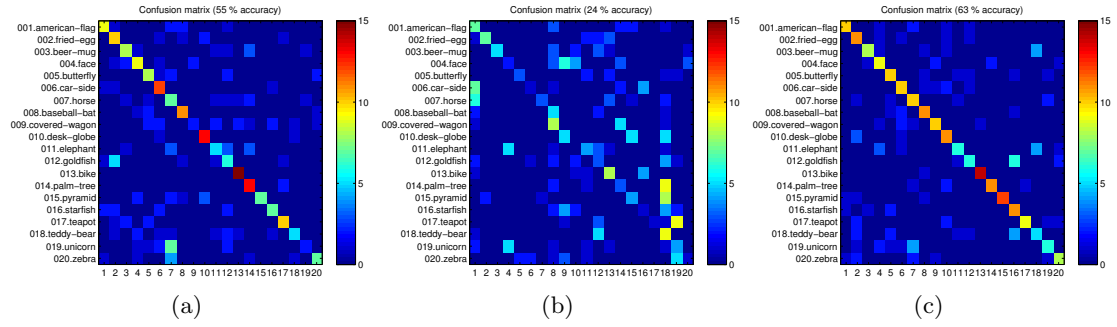 Confusion matrix (55 % accuracy)
001.american-flag
002.fried-egg
003.beer-mug
004.face
005.butterfly
006.car-side
007.horse
008.baseball-bat
009.covered-wagon
010.desk-globe
011.elephant
012.goldfish
013.bike
014.palm-tree
015.pyramid
016.starfish
017.teapot
018.teddy-bear
019.unicorn
020.zebra
1 2 3 4 5 6 7 8 9 10 11 12 13 14 15 16 17 18 19 20
15
10
5
0
(a)
Confusion matrix (24 % accuracy)
001.american-flag
002.fried-egg
003.beer-mug
004.face
005.butterfly
006.car-side
007.horse
008.baseball-bat
009.covered-wagon
010.desk-globe
011.elephant
012.goldfish
013.bike
014.palm-tree
015.pyramid
016.starfish
017.teapot
018.teddy-bear
019.unicorn
020.zebra
1 2 3 4 5 6 7 8 9 10 11 12 13 14 15 16 17 18 19 20
15
10
5
0
(b)
Confusion matrix (63 % accuracy)
001.american-flag
002.fried-egg
003.beer-mug
004.face
005.butterfly
006.car-side
007.horse
008.baseball-bat
009.covered-wagon
010.desk-globe
011.elephant
012.goldfish
013.bike
014.palm-tree
015.pyramid
016.starfish
017.teapot
018.teddy-bear
019.unicorn
020.zebra
1 2 3 4 5 6 7 8 9 10 11 12 13 14 15 16 17 18 19 20
15
10
5
0
(c)